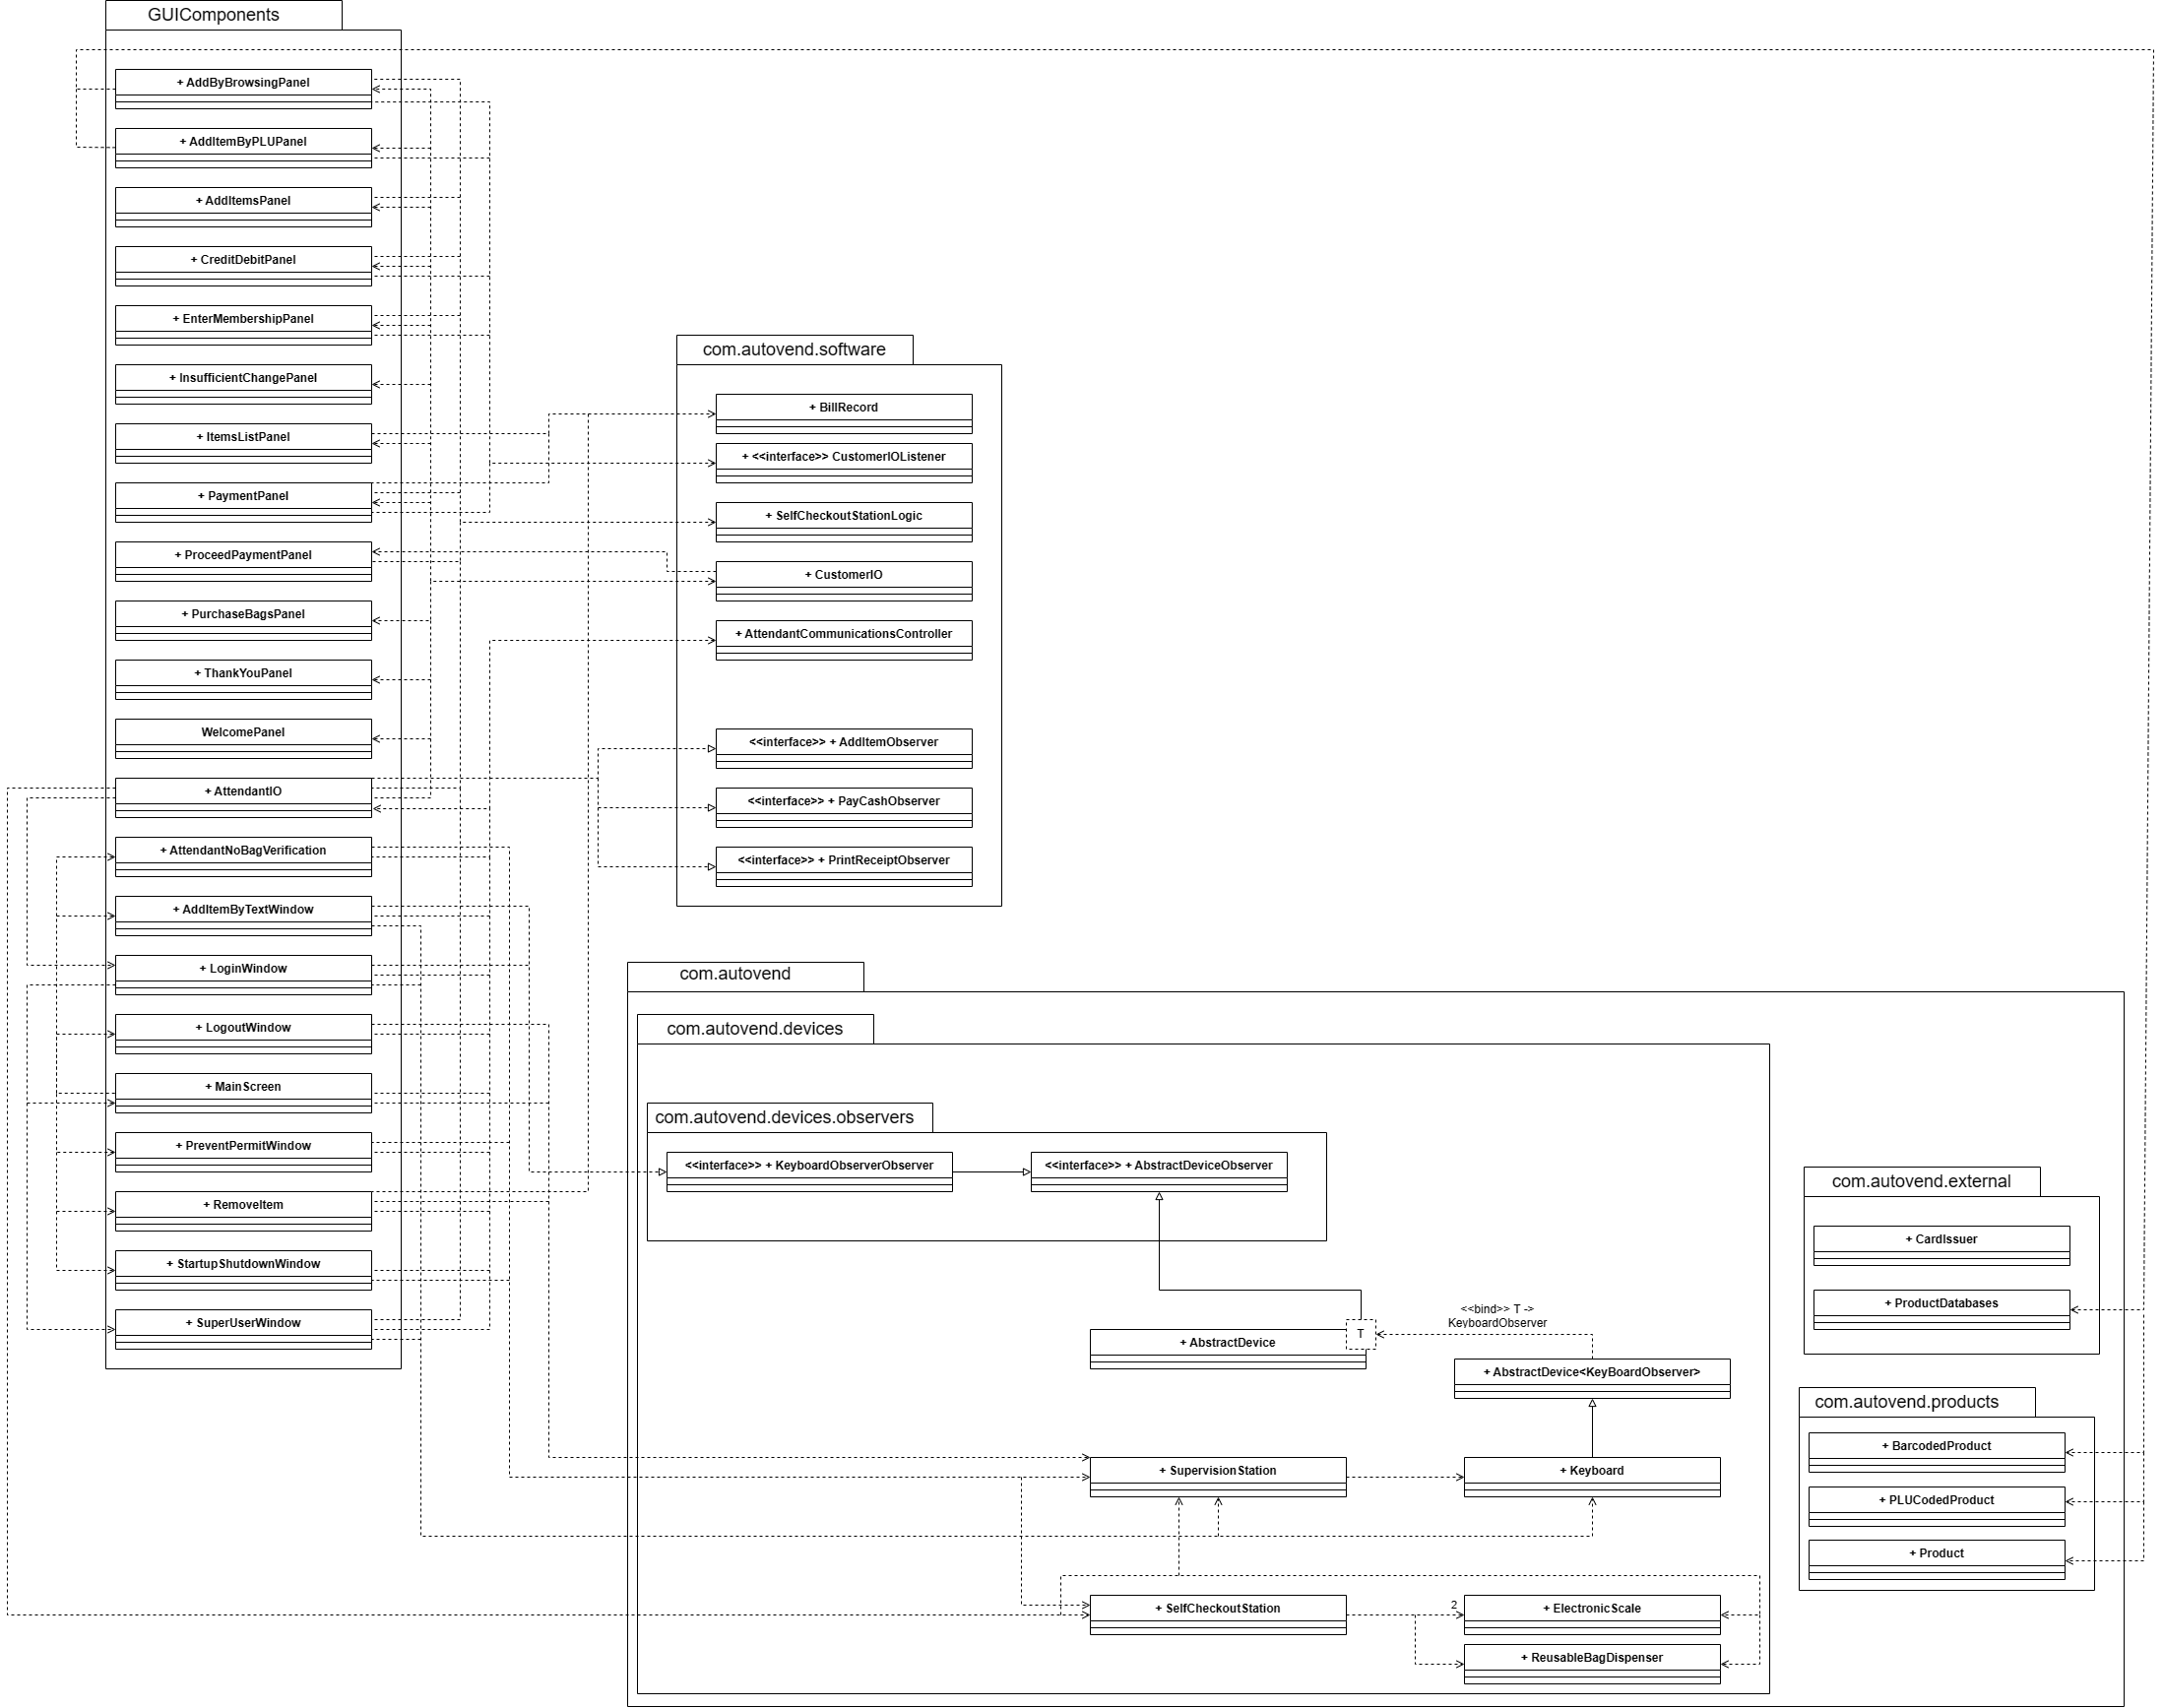 GUIComponents
+ AddByBrowsingPanel
+ AddItemByPLUPanel
+ AddItemsPanel
+ CreditDebitPanel
+ EnterMembershipPanel
+ InsufficientChangePanel
+ ItemsListPanel
+ PaymentPanel
+ ProceedPaymentPanel
+ PurchaseBagsPanel
+ ThankYouPanel
WelcomePanel
+ AttendantIO
+ AttendantNoBagVerification
+ AddItemByTextWindow
+ LoginWindow
+ LogoutWindow
+ MainScreen
+ PreventPermitWindow
+ RemoveItem
+ StartupShutdownWindow
+ SuperUserWindow
com.autovend.software
+ BillRecord
+ <<interface>> CustomerIOListener
+ SelfCheckoutStationLogic
+ CustomerIO
+ AttendantCommunicationsController
<<interface>> + AddItemObserver
<<interface>> + PayCashObserver
<<interface>> + PrintReceiptObserver
com.autovend
com.autovend.devices
com.autovend.devices.observers
<<interface>> + KeyboardObserverObserver
<<interface>> + AbstractDeviceObserver
+ AbstractDevice
T
<<bind>> T ->
KeyboardObserver
+ AbstractDevice<KeyBoardObserver>
+ SupervisionStation
+ Keyboard
+ SelfCheckoutStation
2
+ ElectronicScale
+ ReusableBagDispenser
com.autovend.external
+ CardIssuer
+ ProductDatabases
com.autovend.products
+ BarcodedProduct
+ PLUCodedProduct
+ Product